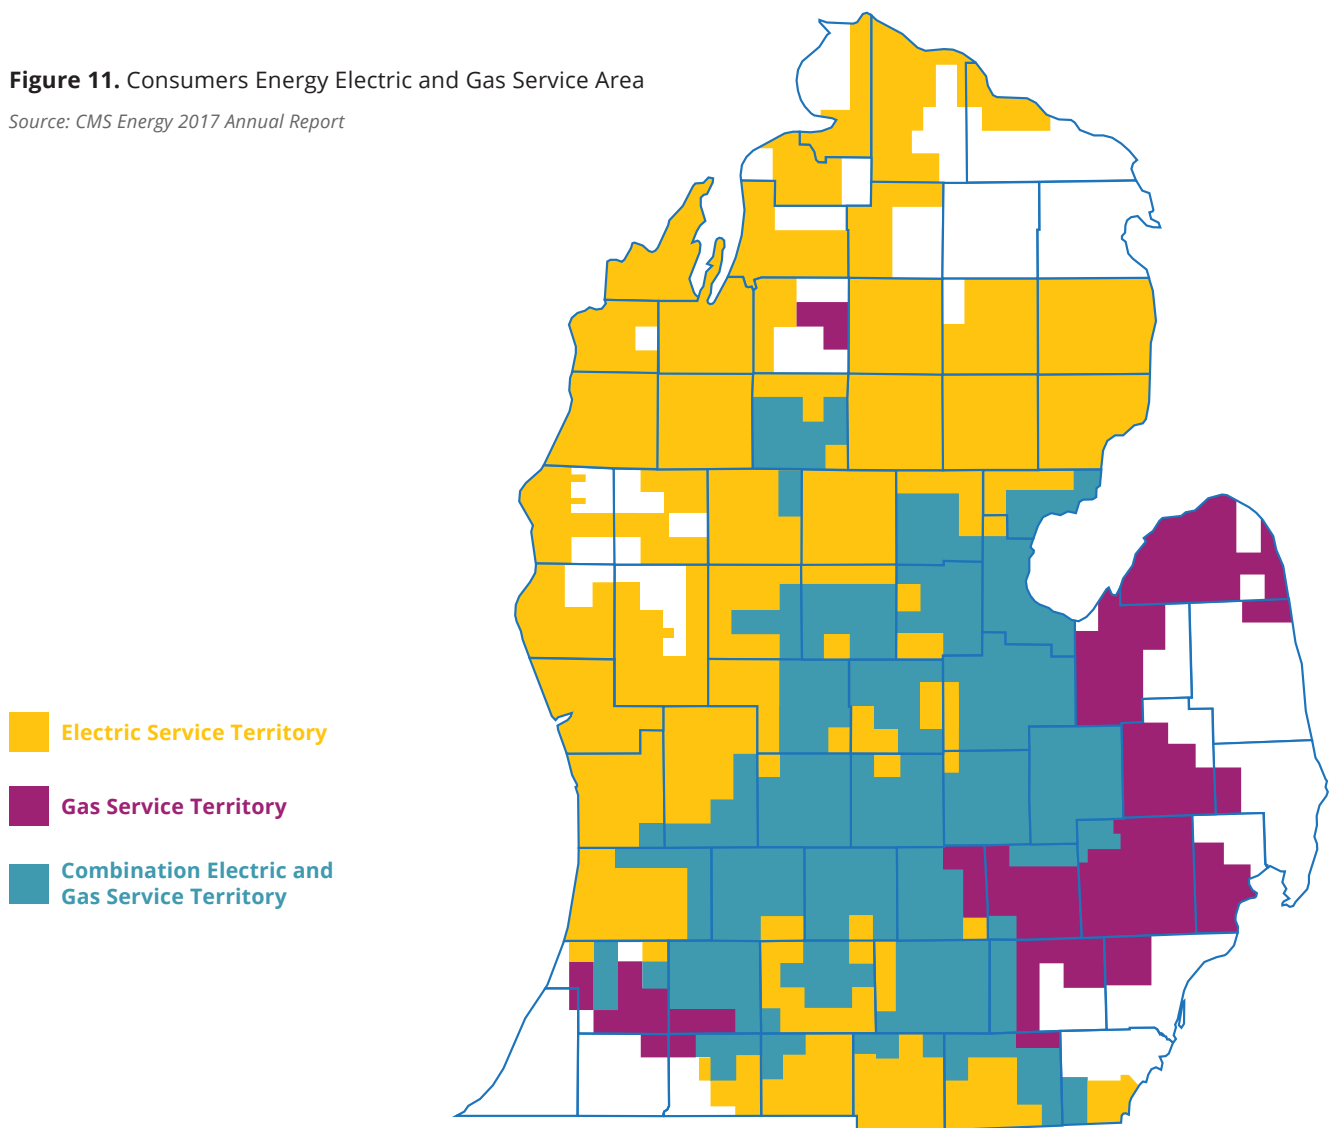 Figure 11. Consumers Energy Electric and Gas Service Area
Source: CMS Energy 2017 Annual Report
Electric Service Territory
Gas Service Territory
Combination Electric and
Gas Service Territory